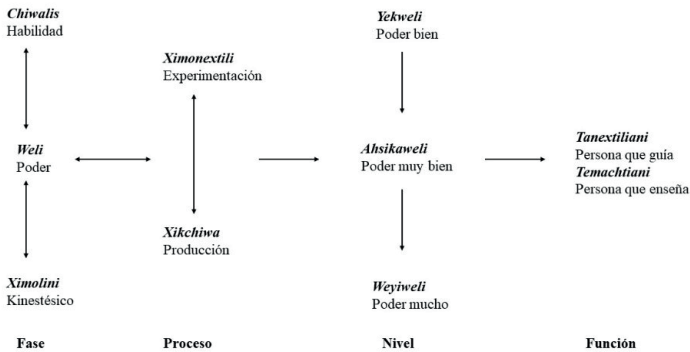 Chiwalis
Habilidad
Weli
Poder
Ximolini
Kinestésico
Fase
Ximonextili
Experimentación
Xikchiwa
Producción
Proceso
Yekweli
Poder bien
Ahsikaweli
Poder muy bien
Weyiweli
Poder mucho
Nivel
Tanextiliani
Persona que guía
Temachtiani
Persona que enseña
Función